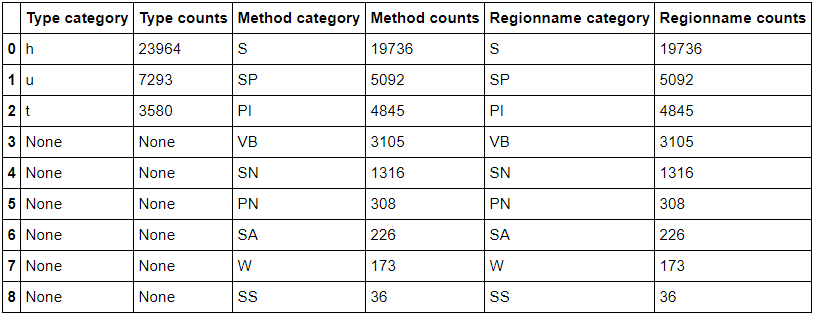 Type category Type counts Method category Method counts Regionname category Regionname counts
0 h 23964 S 19736 S 19736
1 u 7293 SP 5092 SP 5092
2 t 3580 PI 4845 PI 4845
3 None None VB 3105 VB 3105
4 None None SN 1316 SN 1316
5 None None PN 308 PN 308
6 None None SA 226 SA 226
7 None None W 173 W 173
8 None None SS 36 SS 36